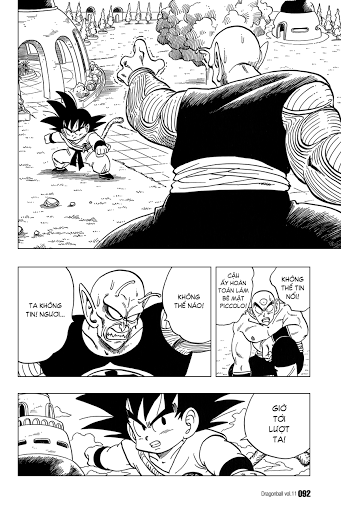 TA KHÔNG
TIN! NGƯƠI...
KHÔNG
THỂ NÀO!
CẬU
ẤY HOÀN
TOÀN LÀM
BẼ MẶT
PICCOLO!
KHÔNG
THỂ TIN
NỔI!
GIỜ
TỚI
LƯỢT
TA!
Dragonball vol.11 092